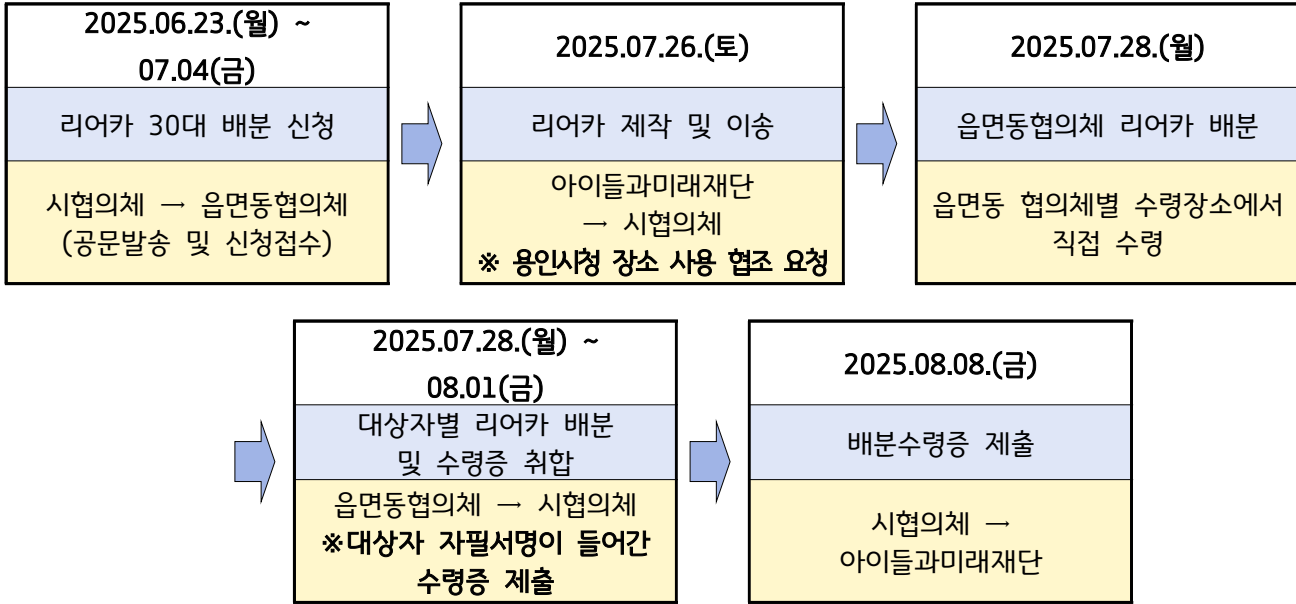 2025.06.23.(월) ~
07.04(금)
리어카 30대 배분 신청
시협의체 → 읍면동협의체
(공문발송 및 신청접수)
2025.07.26.(토)
리어카 제작 및 이송
아이들과미래재단
→ 시협의체
※ 용인시청 장소 사용 협조 요청
2025.07.28.(월)
읍면동협의체 리어카 배분
읍면동 협의체별 수령장소에서
직접 수령
2025.07.28.(월) ~
08.01(금)
대상자별 리어카 배분
및 수령증 취합
읍면동협의체 → 시협의체
※대상자 자필서명이 들어간
수령증 제출
2025.08.08.(금)
배분수령증 제출
시협의체 →
아이들과미래재단